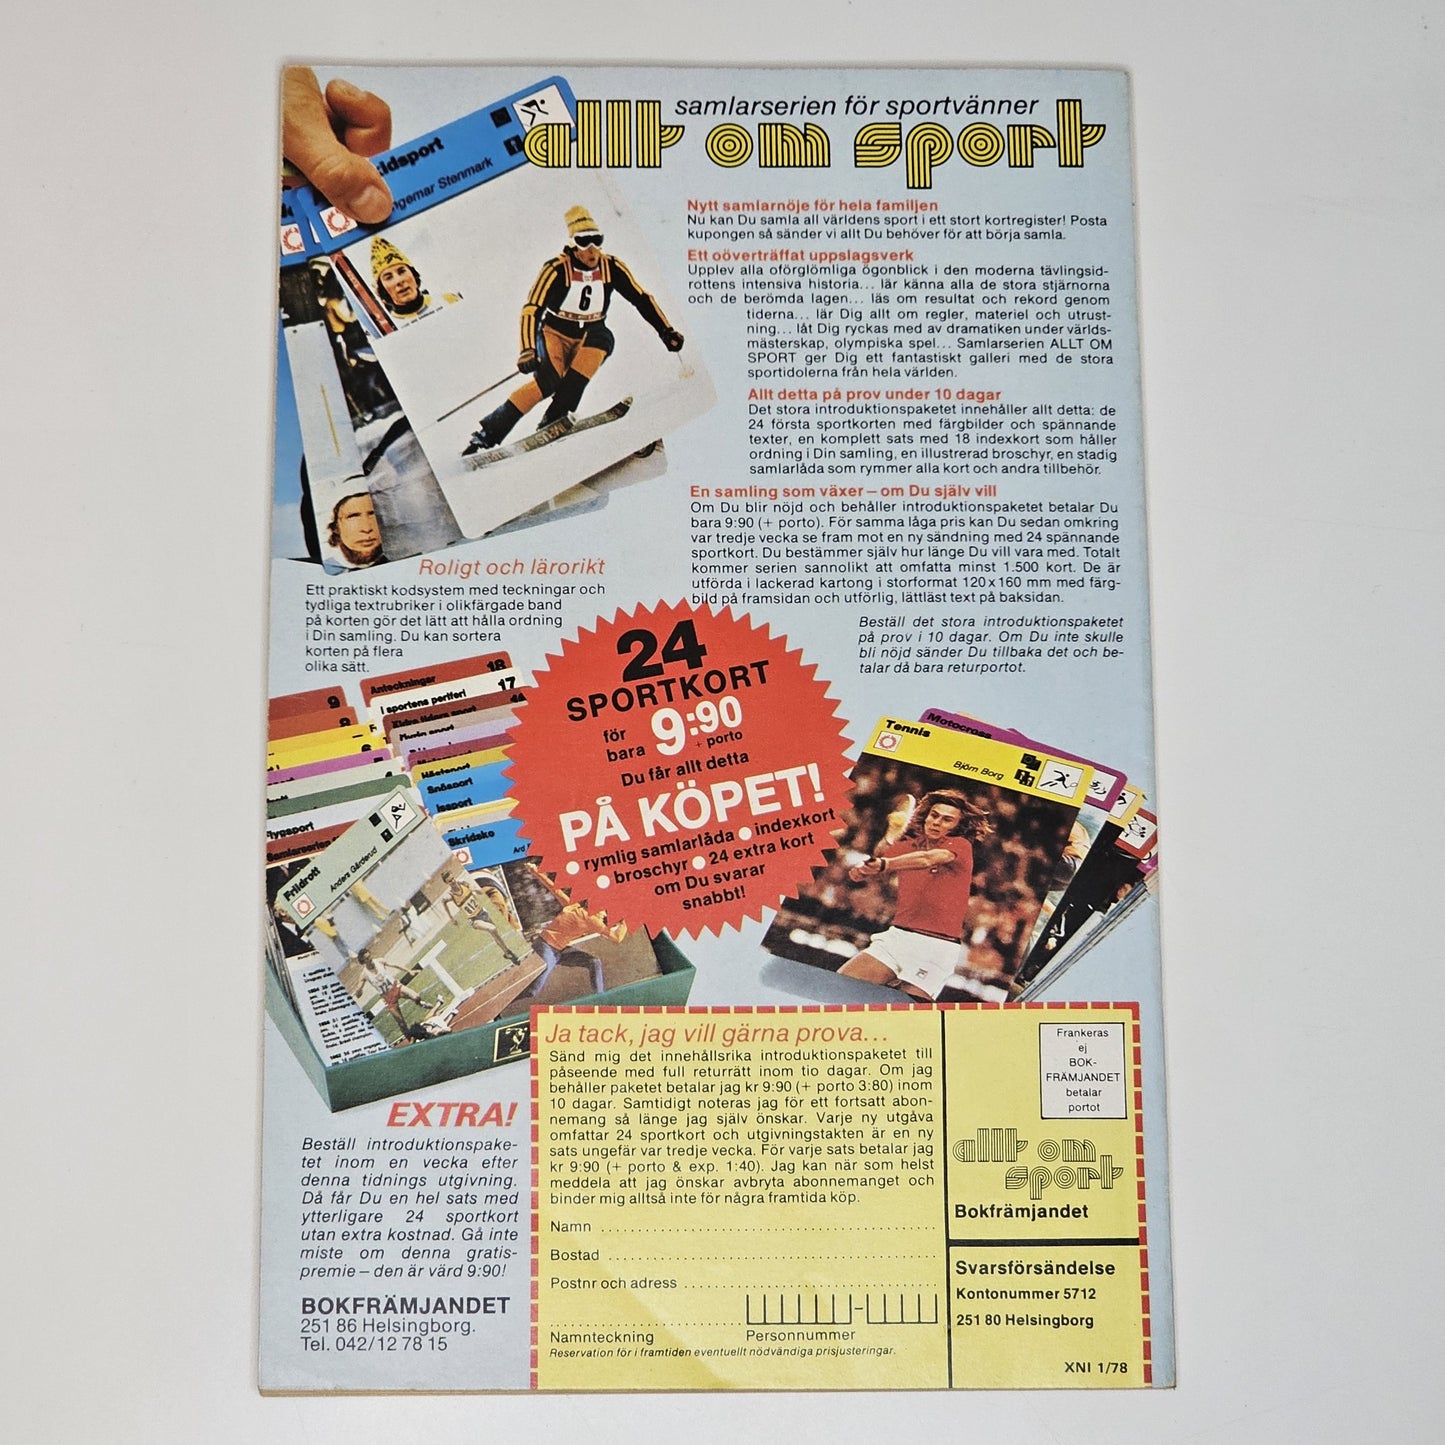 samlarserien för sportvänner
allt om sport
idsport
ngemar Stenmark
6
Nytt samlarnöje för hela familjen
Nu kan Du samla all världens sport i ett stort kortregister! Posta
kupongen så sänder vi allt Du behöver för att börja samla.
Ett oöverträffat uppslagsverk
Upplev alla oförglömliga ögonblick i den moderna tävlingsid-
rottens intensiva historia... lär känna alla de stora stjärnorna
och de berömda lagen... läs om resultat och rekord genom
tiderna... lär Dig allt om regler, materiel och utrust-
ning... låt Dig ryckas med av dramatiken under världs-
mästerskap, olympiska spel... Samlarserien ALLT OM
SPORT ger Dig ett fantastiskt galleri med de stora
sportidolerna från hela världen.
Allt detta på prov under 10 dagar
Det stora introduktionspaketet innehåller allt detta: de
24 första sportkorten med färgbilder och spännande
texter, en komplett sats med 18 indexkort som håller
ordning i Din samling, en illustrerad broschyr, en stadig
samlarlåda som rymmer alla kort och andra tillbehör.
En samling som växer – om Du själv vill
Om Du blir nöjd och behåller introduktionspaketet betalar Du
bara 9:90 (+ porto). För samma låga pris kan Du sedan omkring
var tredje vecka se fram mot en ny sändning med 24 spännande
sportkort. Du bestämmer själv hur länge Du vill vara med. Totalt
kommer serien sannolikt att omfatta minst 1.500 kort. De är
utförda i lackerad kartong i storformat 120x160 mm med färg-
bild på framsidan och utförlig, lättläst text på baksidan.
Beställ det stora introduktionspaketet
på prov i 10 dagar. Om Du inte skulle
bli nöjd sänder Du tillbaka det och be-
talar då bara returportot.
Roligt och lärorikt
Ett praktiskt kodsystem med teckningar och
tydliga textrubriker i olikfärgade band
på korten gör det lätt att hålla ordning
i Din samling. Du kan sortera
korten på flera
olika sätt.
24
SPORTKORT
för
bara 9:90
+ porto
Du får allt detta
PÅ KÖPET!
• rymlig samlarlåda • indexkort
• broschyr • 24 extra kort
om Du svarar
snabbt!
Anteckningar 18
I sportens periferi 17
9
Hästsport
Snösport
Issport
Skridsko
Flygsport
Samlarserien
Friidrott
Anders Gärderud
Motocross
Tennis
Björn Borg
EXTRA!
Beställ introduktionspake-
tet inom en vecka efter
denna tidnings utgivning.
Då får Du en hel sats med
ytterligare 24 sportkort
utan extra kostnad. Gå inte
miste om denna gratis-
premie – den är värd 9:90!
BOKFRÄMJANDET
251 86 Helsingborg.
Tel. 042/12 78 15
Ja tack, jag vill gärna prova...
Sänd mig det innehållsrika introduktionspaketet till
påseende med full returrätt inom tio dagar. Om jag
behåller paketet betalar jag kr 9:90 (+ porto 3:80) inom
10 dagar. Samtidigt noteras jag för ett fortsatt abon-
nemang så länge jag själv önskar. Varje ny utgåva
omfattar 24 sportkort och utgivningstakten är en ny
sats ungefär var tredje vecka. För varje sats betalar jag
kr 9:90 (+ porto & exp. 1:40). Jag kan när som helst
meddela att jag önskar avbryta abonnemanget och
binder mig alltså inte för några framtida köp.
Namn
Bostad
Postnr och adress
Namnteckning Personnummer
Reservation för i framtiden eventuellt nödvändiga prisjusteringar.
Frankeras
ej
BOK-
FRÄMJANDET
betalar
portot
allt om
sport
Bokfrämjandet
Svarsförsändelse
Kontonummer 5712
251 80 Helsingborg
XNI 1/78